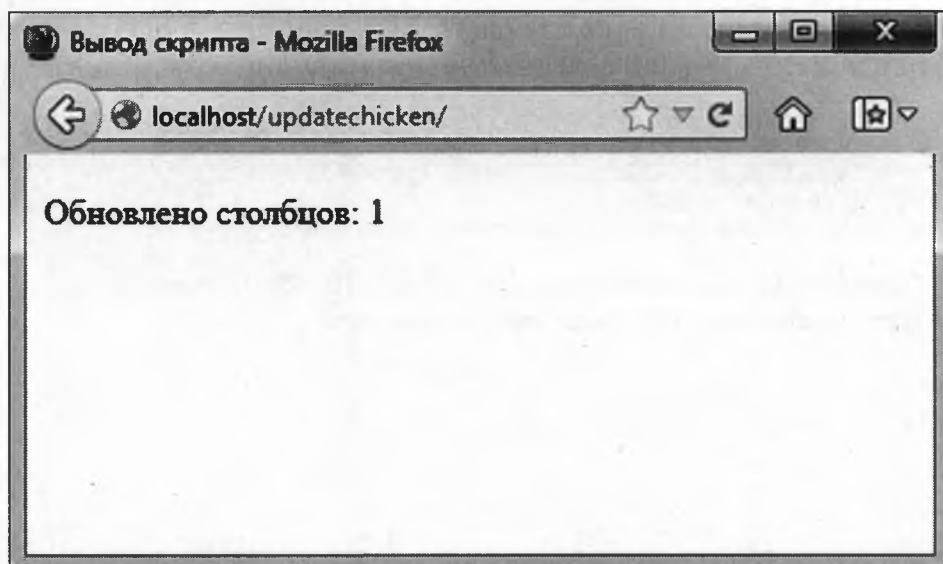 Вывод скрипта - Mozilla Firefox
localhost/updatechicken/
Обновлено столбцов: 1